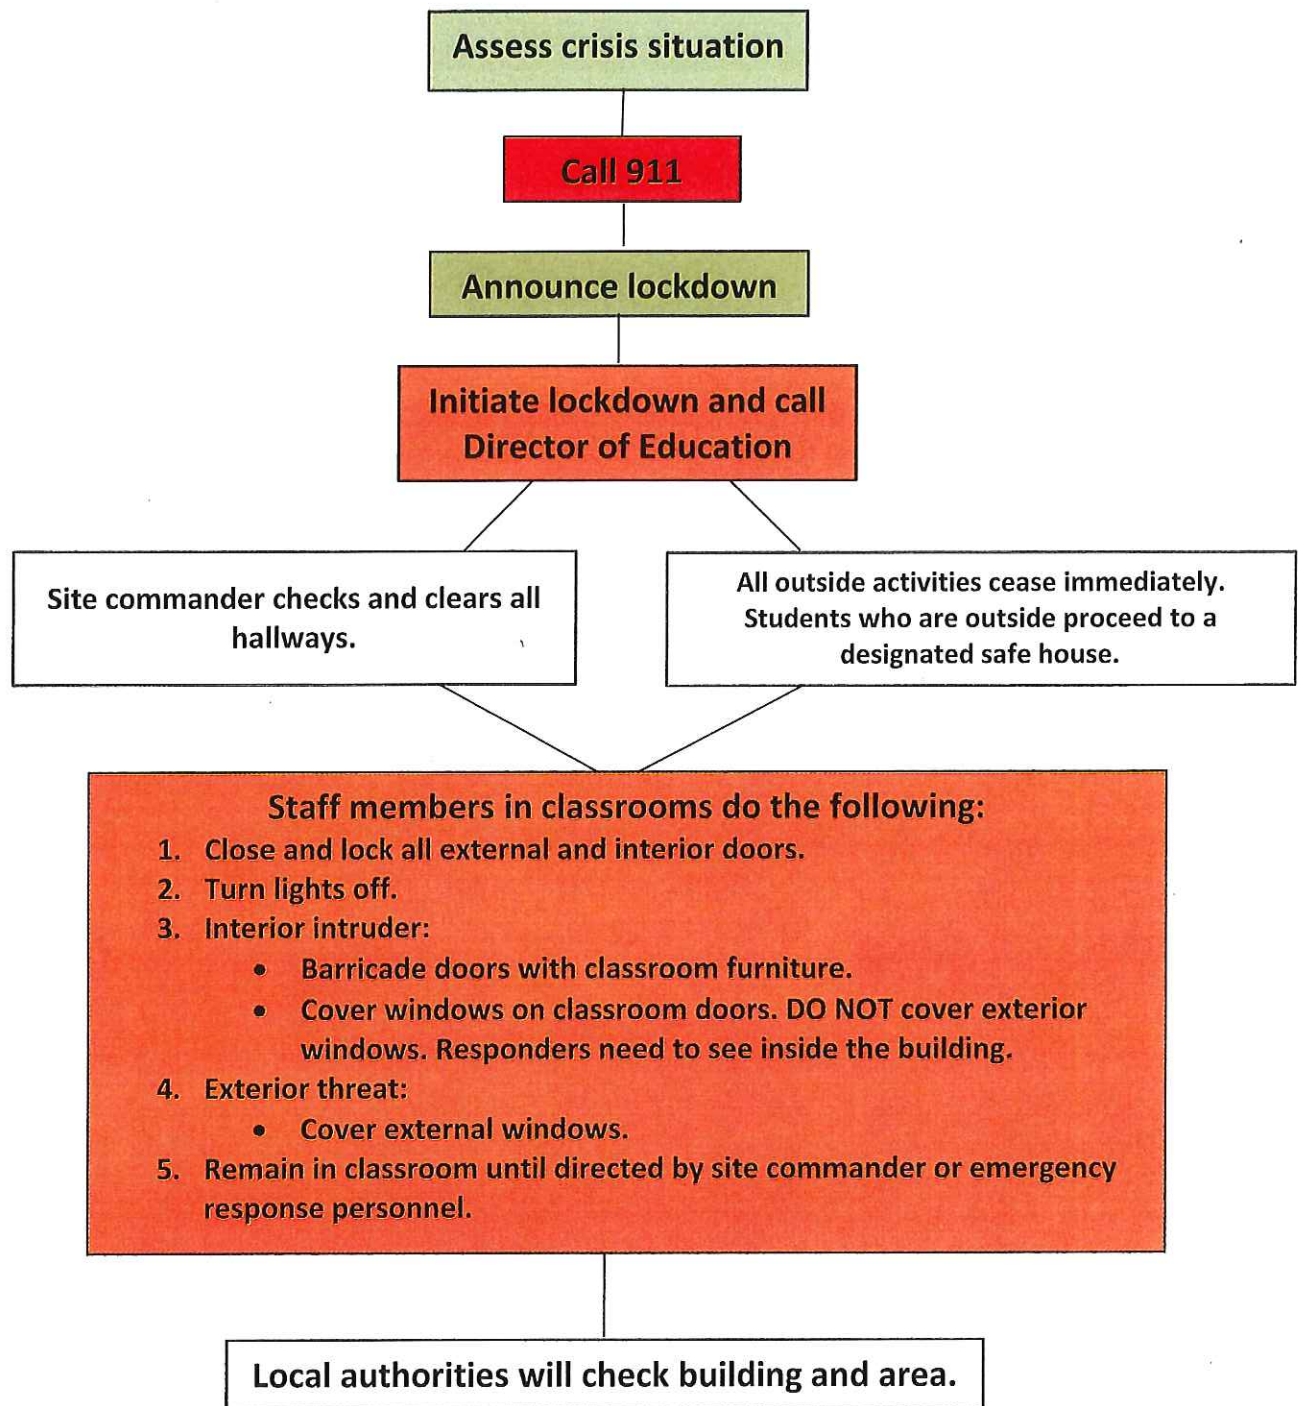 Assess crisis situation
Call 911
Announce lockdown
Initiate lockdown and call
Director of Education
Site commander checks and clears all
hallways.
All outside activities cease immediately.
Students who are outside proceed to a
designated safe house.
Staff members in classrooms do the following:
1. Close and lock all external and interior doors.
2. Turn lights off.
3. Interior intruder:
• Barricade doors with classroom furniture.
• Cover windows on classroom doors. DO NOT cover exterior
windows. Responders need to see inside the building.
4. Exterior threat:
• Cover external windows.
5. Remain in classroom until directed by site commander or emergency
response personnel.
Local authorities will check building and area.